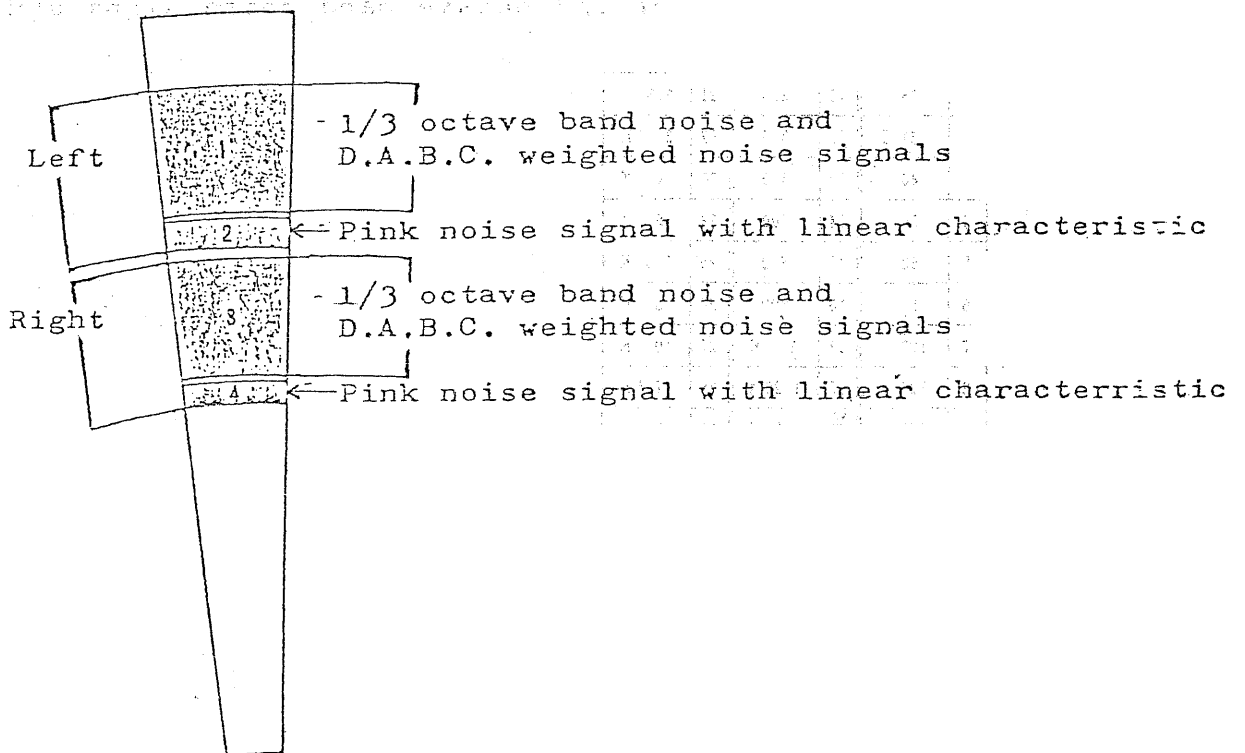 - 1/3 octave band noise and
D.A.B.C. weighted noise signals
Left
2
Pink noise signal with linear characteristic
- 1/3 octave band noise and
Right
3
D.A.B.C. weighted noise signals
4
Pink noise signal with linear characterristic